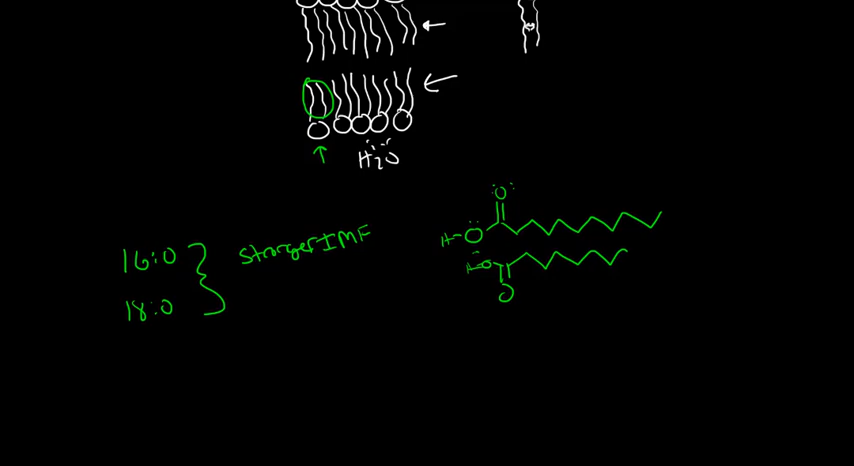 H2O
O
H-O
16:0
stronger IMF
H-O
O
18:0